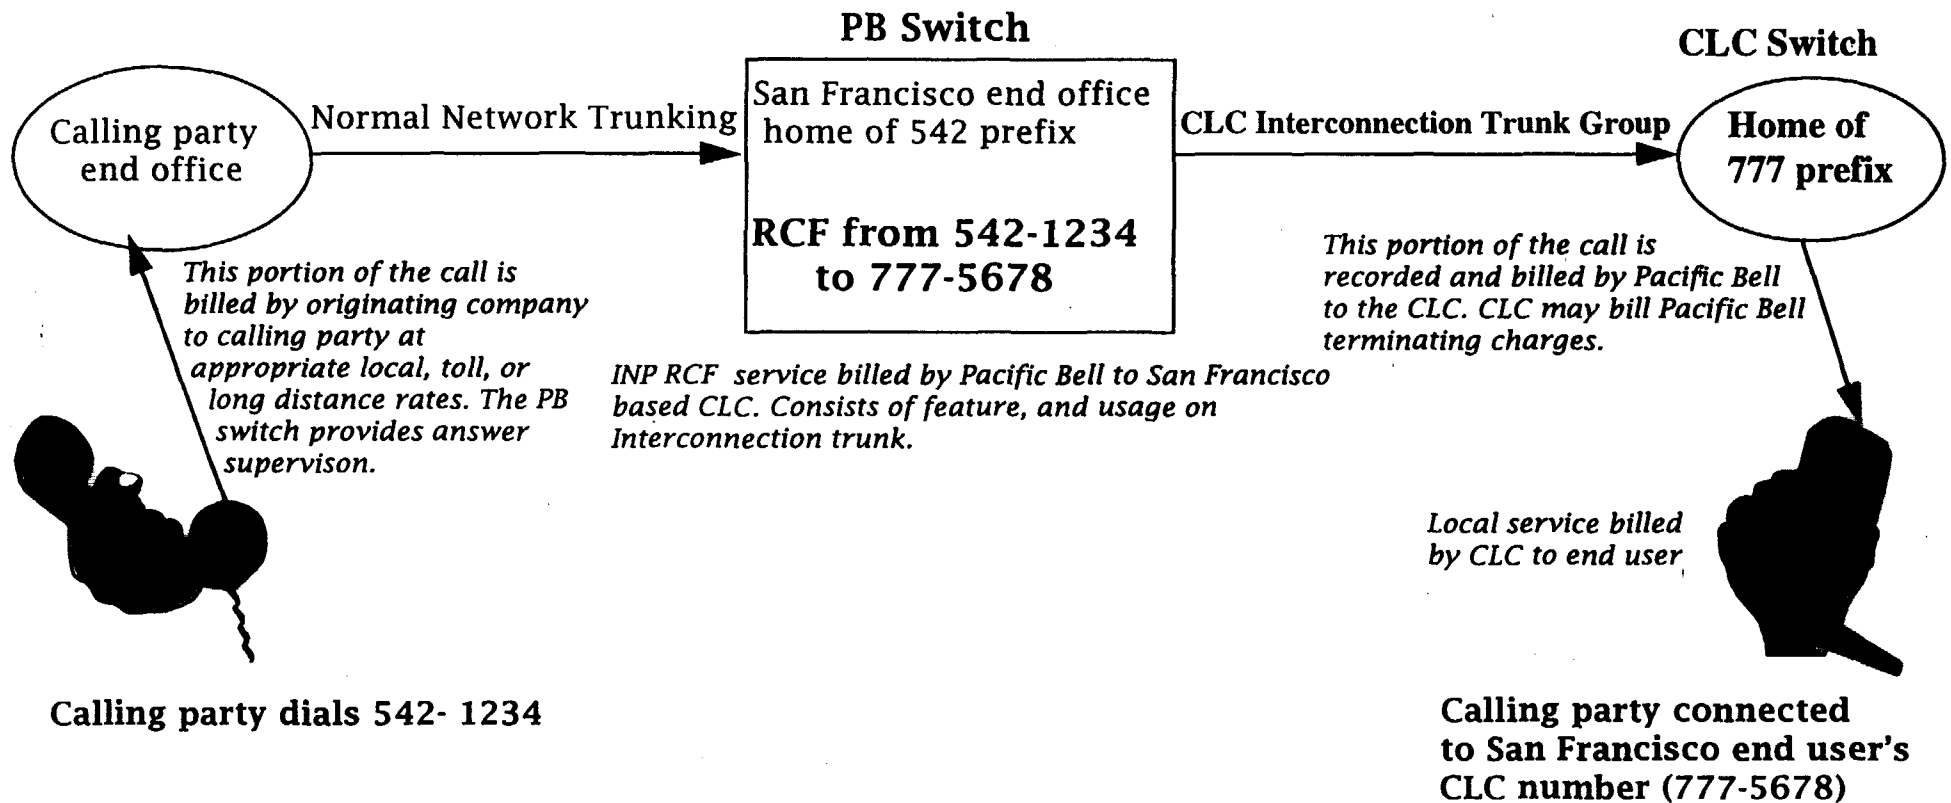 PB Switch
CLC Switch
Calling party
end office
Normal Network Trunking
San Francisco end office
home of 542 prefix
RCF from 542-1234
to 777-5678
CLC Interconnection Trunk Group
Home of
777 prefix
This portion of the call is
billed by originating company
to calling party at
appropriate local, toll, or
long distance rates. The PB
switch provides answer
supervison.
INP RCF service billed by Pacific Bell to San Francisco
based CLC. Consists of feature, and usage on
Interconnection trunk.
This portion of the call is
recorded and billed by Pacific Bell
to the CLC. CLC may bill Pacific Bell
terminating charges.
Local service billed
by CLC to end user
Calling party dials 542- 1234
Calling party connected
to San Francisco end user's
CLC number (777-5678)